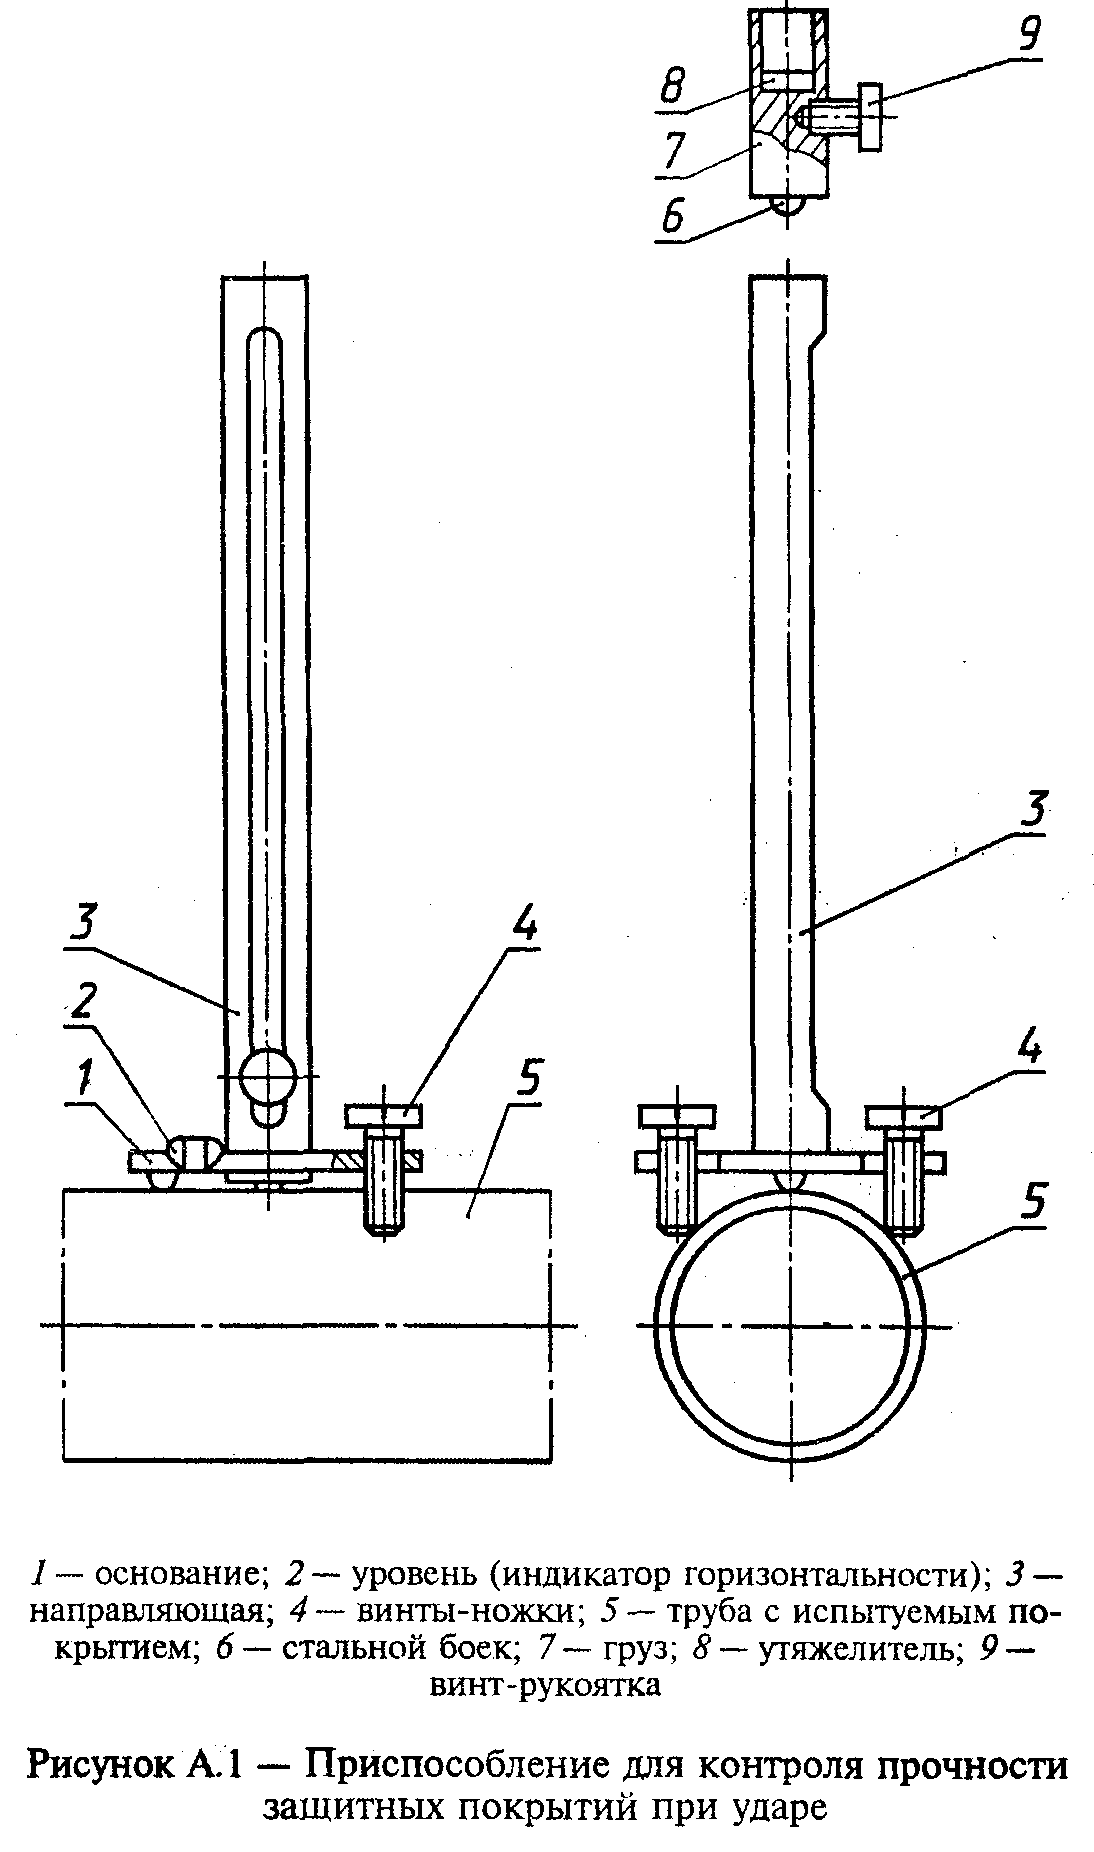 9
8
7
6
3
3
4
2
4
1
5
5
1 — основание; 2 — уровень (индикатор горизонтальности); 3 —
направляющая; 4 — винты-ножки; 5 — труба с испытуемым по-
крытием; 6 — стальной боек; 7 — груз; 8 — утяжелитель; 9 —
винт-рукоятка
Рисунок А.1 — Приспособление для контроля прочности
защитных покрытий при ударе